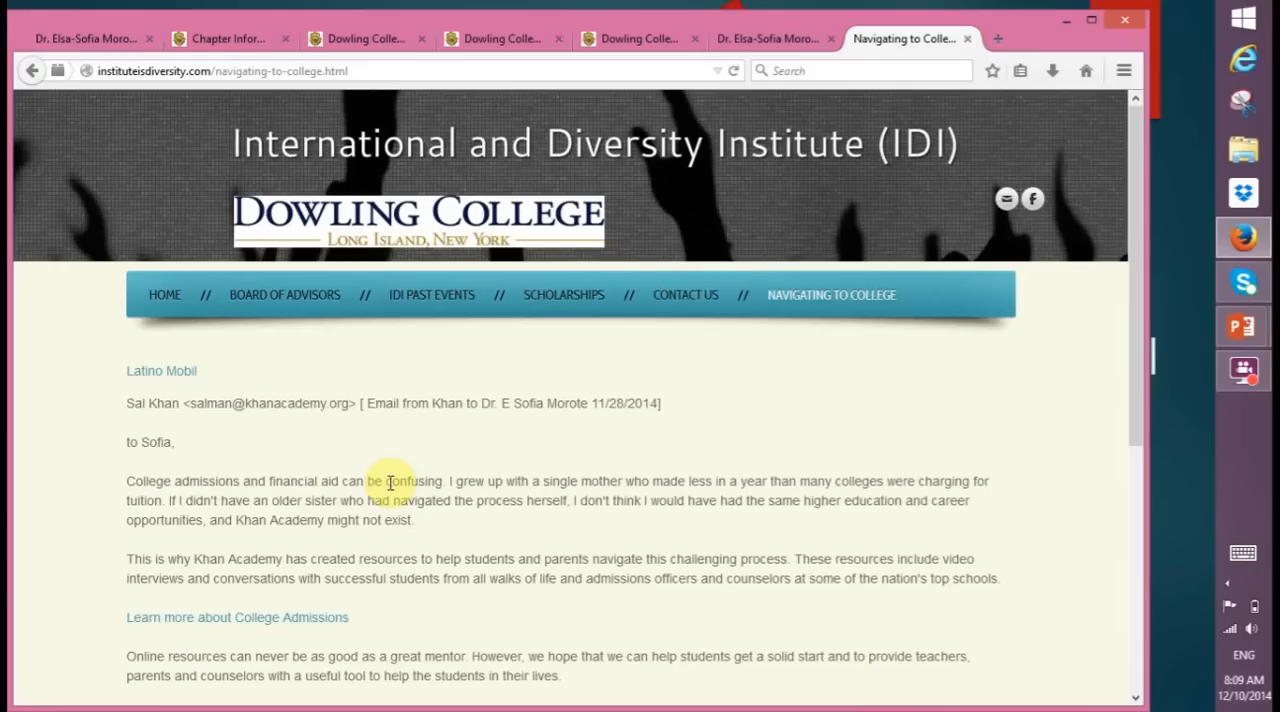 Dr. Elsa-Sofia Moro...
Chapter Infor...
Dowling Colle...
Dowling Colle...
Dowling Colle...
Dr. Elsa-Sofia Moro...
Navigating to Colle...
instituteisdiversity.com/navigating-to-college.html
Search
International and Diversity Institute (IDI)
DOWLING COLLEGE
LONG ISLAND, NEW YORK
HOME // BOARD OF ADVISORS // IDI PAST EVENTS // SCHOLARSHIPS // CONTACT US // NAVIGATING TO COLLEGE
Latino Mobil
Sal Khan <salman@khanacademy.org> [ Email from Khan to Dr. E Sofia Morote 11/28/2014]
to Sofia,
College admissions and financial aid can be confusing. I grew up with a single mother who made less in a year than many colleges were charging for
tuition. If I didn't have an older sister who had navigated the process herself, I don't think I would have had the same higher education and career
opportunities, and Khan Academy might not exist.
This is why Khan Academy has created resources to help students and parents navigate this challenging process. These resources include video
interviews and conversations with successful students from all walks of life and admissions officers and counselors at some of the nation's top schools.
Learn more about College Admissions
Online resources can never be as good as a great mentor. However, we hope that we can help students get a solid start and to provide teachers,
parents and counselors with a useful tool to help the students in their lives.
ENG
8:09 AM
12/10/2014